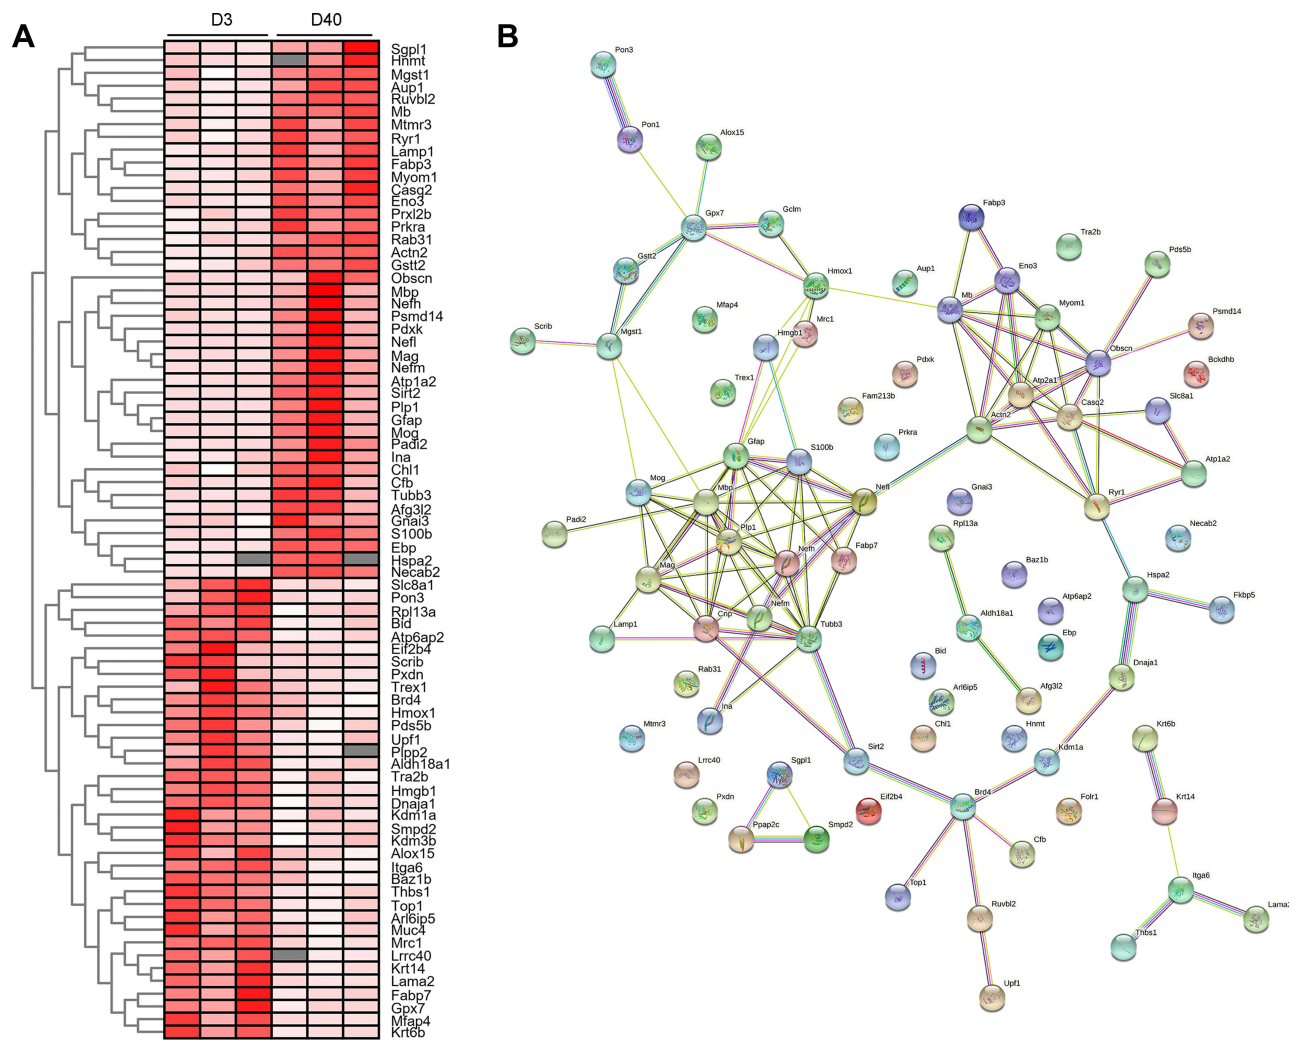 A
D3
D40
Sgpl1
Hnmt
Mgst1
Aup1
Ruvbl2
Mb
Mtmr3
Ryr1
Lamp1
Fabp3
Myom1
Casq2
Eno3
Prxl2b
Prkra
Rab31
Actn2
Gstt2
Obscn
Mbp
Nefh
Psmd14
Pdxk
Nefl
Mag
Nefm
Atp1a2
Sirt2
Plp1
Gfap
Mog
Padi2
Ina
Chl1
Cfb
Tubb3
Afg3l2
Gnai3
S100b
Ebp
Hspa2
Necab2
Slc8a1
Pon3
Rpl13a
Bid
Atp6ap2
Eif2b4
Scrib
Pxdn
Trex1
Brd4
Hmox1
Pds5b
Upf1
Plpp2
Aldh18a1
Tra2b
Hmgb1
Dnaja1
Kdm1a
Smpd2
Kdm3b
Alox15
Itga6
Baz1b
Thbs1
Top1
Arl6ip5
Muc4
Mrc1
Lrrc40
Krt14
Lama2
Fabp7
Gpx7
Mfap4
Krt6b
B
Pon3
Pon1
Alox15
Gpx7
Gclm
Fabp3
Tra2b
Gstt2
Hmox1
Aup1
Eno3
Pds5b
Mb
Myom1
Mfap4
Mrc1
Psmd14
Scrib
Mgst1
Hmgb1
Obscn
Pdxk
Bckdhb
Trex1
Atp2a1
Fam213b
Casq2
Slc8a1
Actn2
Prkra
Gfap
S100b
Atp1a2
Mog
Mbp
Nefl
Gnai3
Ryr1
Padi2
Plp1
Rpl13a
Necab2
Nefh
Fabp7
Mag
Baz1b
Hspa2
Atp6ap2
Fkbp5
Nefm
Cnp
Lamp1
Tubb3
Aldh18a1
Ebp
Bid
Dnaja1
Rab31
Arl6ip5
Afg3l2
Ina
Mtmr3
Chl1
Hnmt
Krt6b
Sirt2
Kdm1a
Lrrc40
Sgpl1
Pxdn
Eif2b4
Brd4
Folr1
Krt14
Ppap2c
Smpd2
Cfb
Top1
Itga6
Ruvbl2
Lama2
Thbs1
Upf1